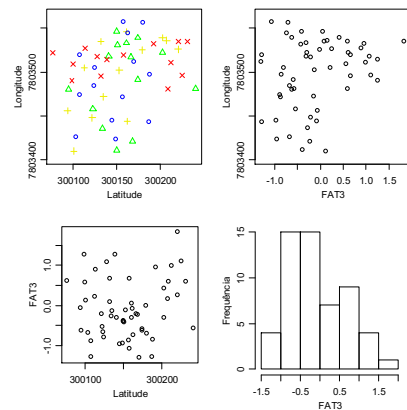 Longitude
7803500
7803400
300100 300150 300200
Latitude
Longitude
7803500
7803400
-1.0 0.0 0.5 1.0 1.5
FAT3
FAT3
1.0
0.0
-1.0
300100 300200
Latitude
Frequência
15
10
5
0
-1.5 -0.5 0.5 1.5
FAT3